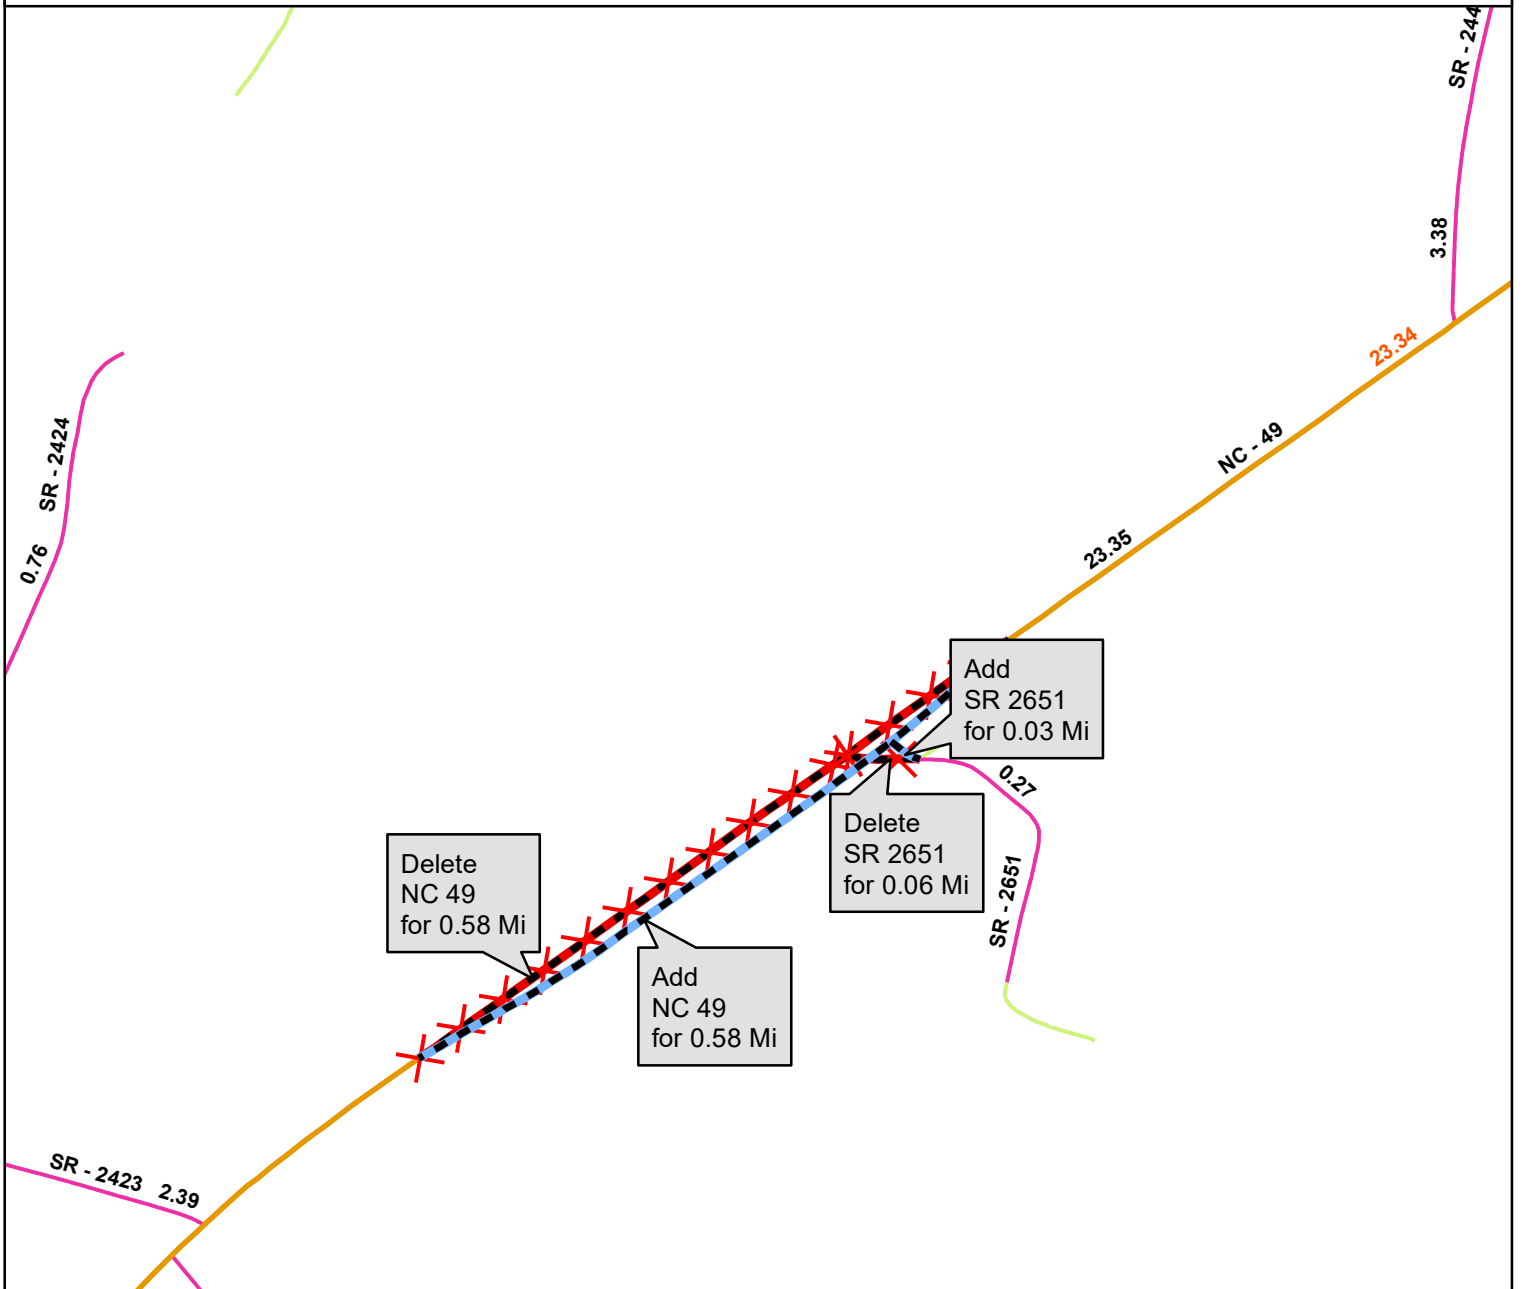 SR - 244
3.38
23.34
NC - 49
SR - 2424
0.76
23.35
Add
SR 2651
for 0.03 Mi
0.27
Delete
SR 2651
for 0.06 Mi
SR - 2651
Delete
NC 49
for 0.58 Mi
Add
NC 49
for 0.58 Mi
SR - 2423 2.39